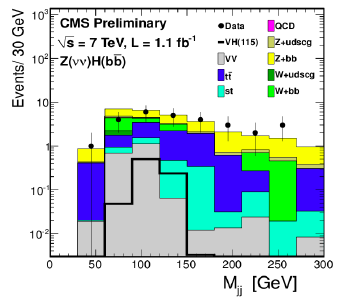 CMS Preliminary
√s = 7 TeV, L = 1.1 fb⁻¹
Z(νν)H(bb̅)
Data
VH(115)
VV
tt̅
st
QCD
Z+udscg
Z+bb
W+udscg
W+bb
Events/ 30 GeV
10³
10²
10
1
10⁻¹
10⁻²
0 50 100 150 200 250 300
Mjj [GeV]